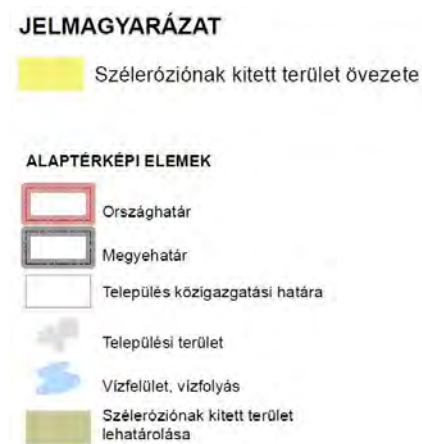 JELMAGYARÁZAT
Széleróziónak kitett terület övezete
ALAPTÉRKÉPI ELEMEK
Országhatár
Megyehatár
Település közigazgatási határa
Települési terület
Vízfelület, vízfolyás
Széleróziónak kitett terület
lehatárolása